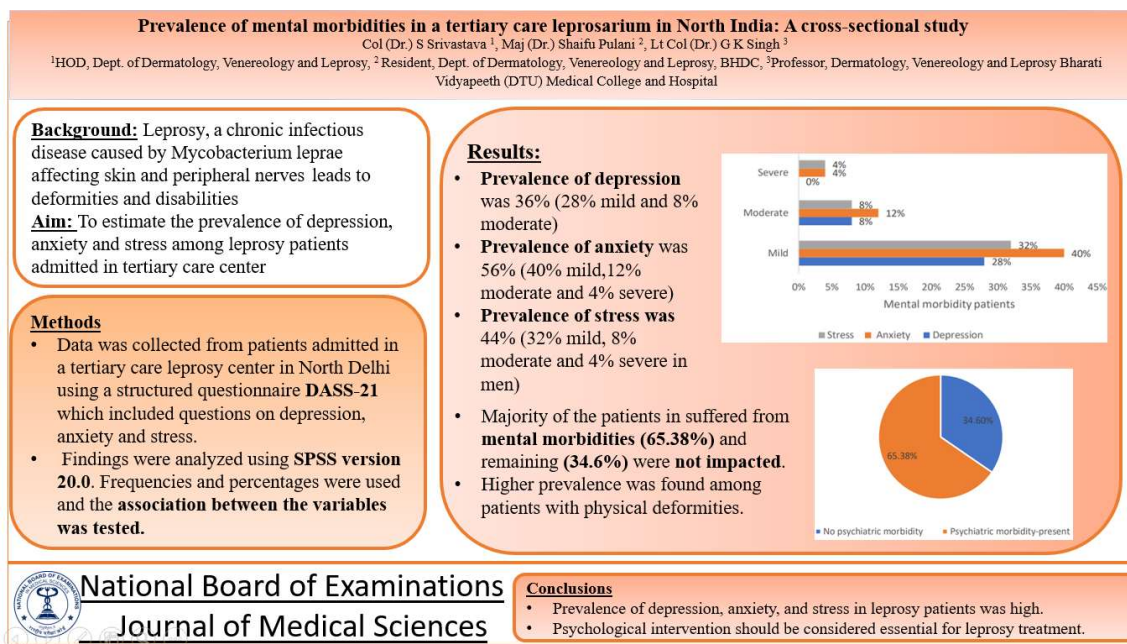 Prevalence of mental morbidities in a tertiary care leprosarium in North India: A cross-sectional study
Col (Dr.) S Srivastava 1, Maj (Dr.) Shaifu Pulani 2, Lt Col (Dr.) G K Singh 3
1HOD, Dept. of Dermatology, Venereology and Leprosy, 2 Resident, Dept. of Dermatology, Venereology and Leprosy, BHDC, 3Professor, Dermatology, Venereology and Leprosy Bharati
Vidyapeeth (DTU) Medical College and Hospital
Background: Leprosy, a chronic infectious
disease caused by Mycobacterium leprae
affecting skin and peripheral nerves leads to
deformities and disabilities
Aim: To estimate the prevalence of depression,
anxiety and stress among leprosy patients
admitted in tertiary care center
Methods
• Data was collected from patients admitted in
a tertiary care leprosy center in North Delhi
using a structured questionnaire DASS-21
which included questions on depression,
anxiety and stress.
• Findings were analyzed using SPSS version
20.0. Frequencies and percentages were used
and the association between the variables
was tested.
Results:
• Prevalence of depression
was 36% (28% mild and 8%
moderate)
• Prevalence of anxiety was
56% (40% mild,12%
moderate and 4% severe)
• Prevalence of stress was
44% (32% mild, 8%
moderate and 4% severe in
men)
• Majority of the patients in suffered from
mental morbidities (65.38%) and
remaining (34.6%) were not impacted.
• Higher prevalence was found among
patients with physical deformities.
Severe
4%
4%
0%
Moderate
8%
12%
8%
Mild
32%
40%
28%
0% 5% 10% 15% 20% 25% 30% 35% 40% 45%
Mental morbidity patients
Stress Anxiety Depression
34.60%
65.38%
No psychiatric morbidity Psychiatric morbidity-present
National Board of Examinations
Journal of Medical Sciences
NATIONAL BOARD OF EXAMINATIONS
Conclusions
• Prevalence of depression, anxiety, and stress in leprosy patients was high.
• Psychological intervention should be considered essential for leprosy treatment.